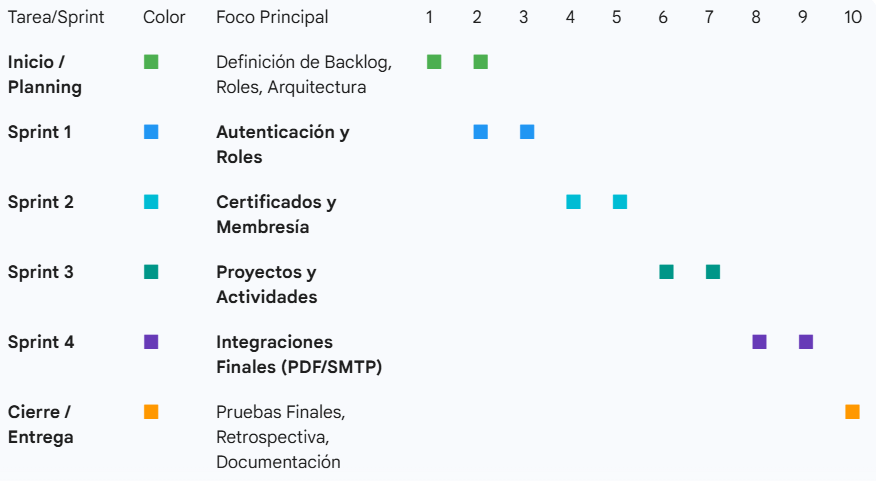 Tarea/Sprint Color Foco Principal 1 2 3 4 5 6 7 8 9 10
Inicio / Definición de Backlog,
Planning Roles, Arquitectura
Sprint 1 Autenticación y
Roles
Sprint 2 Certificados y
Membresía
Sprint 3 Proyectos y
Actividades
Sprint 4 Integraciones
Finales (PDF/SMTP)
Cierre / Pruebas Finales,
Entrega Retrospectiva,
Documentación